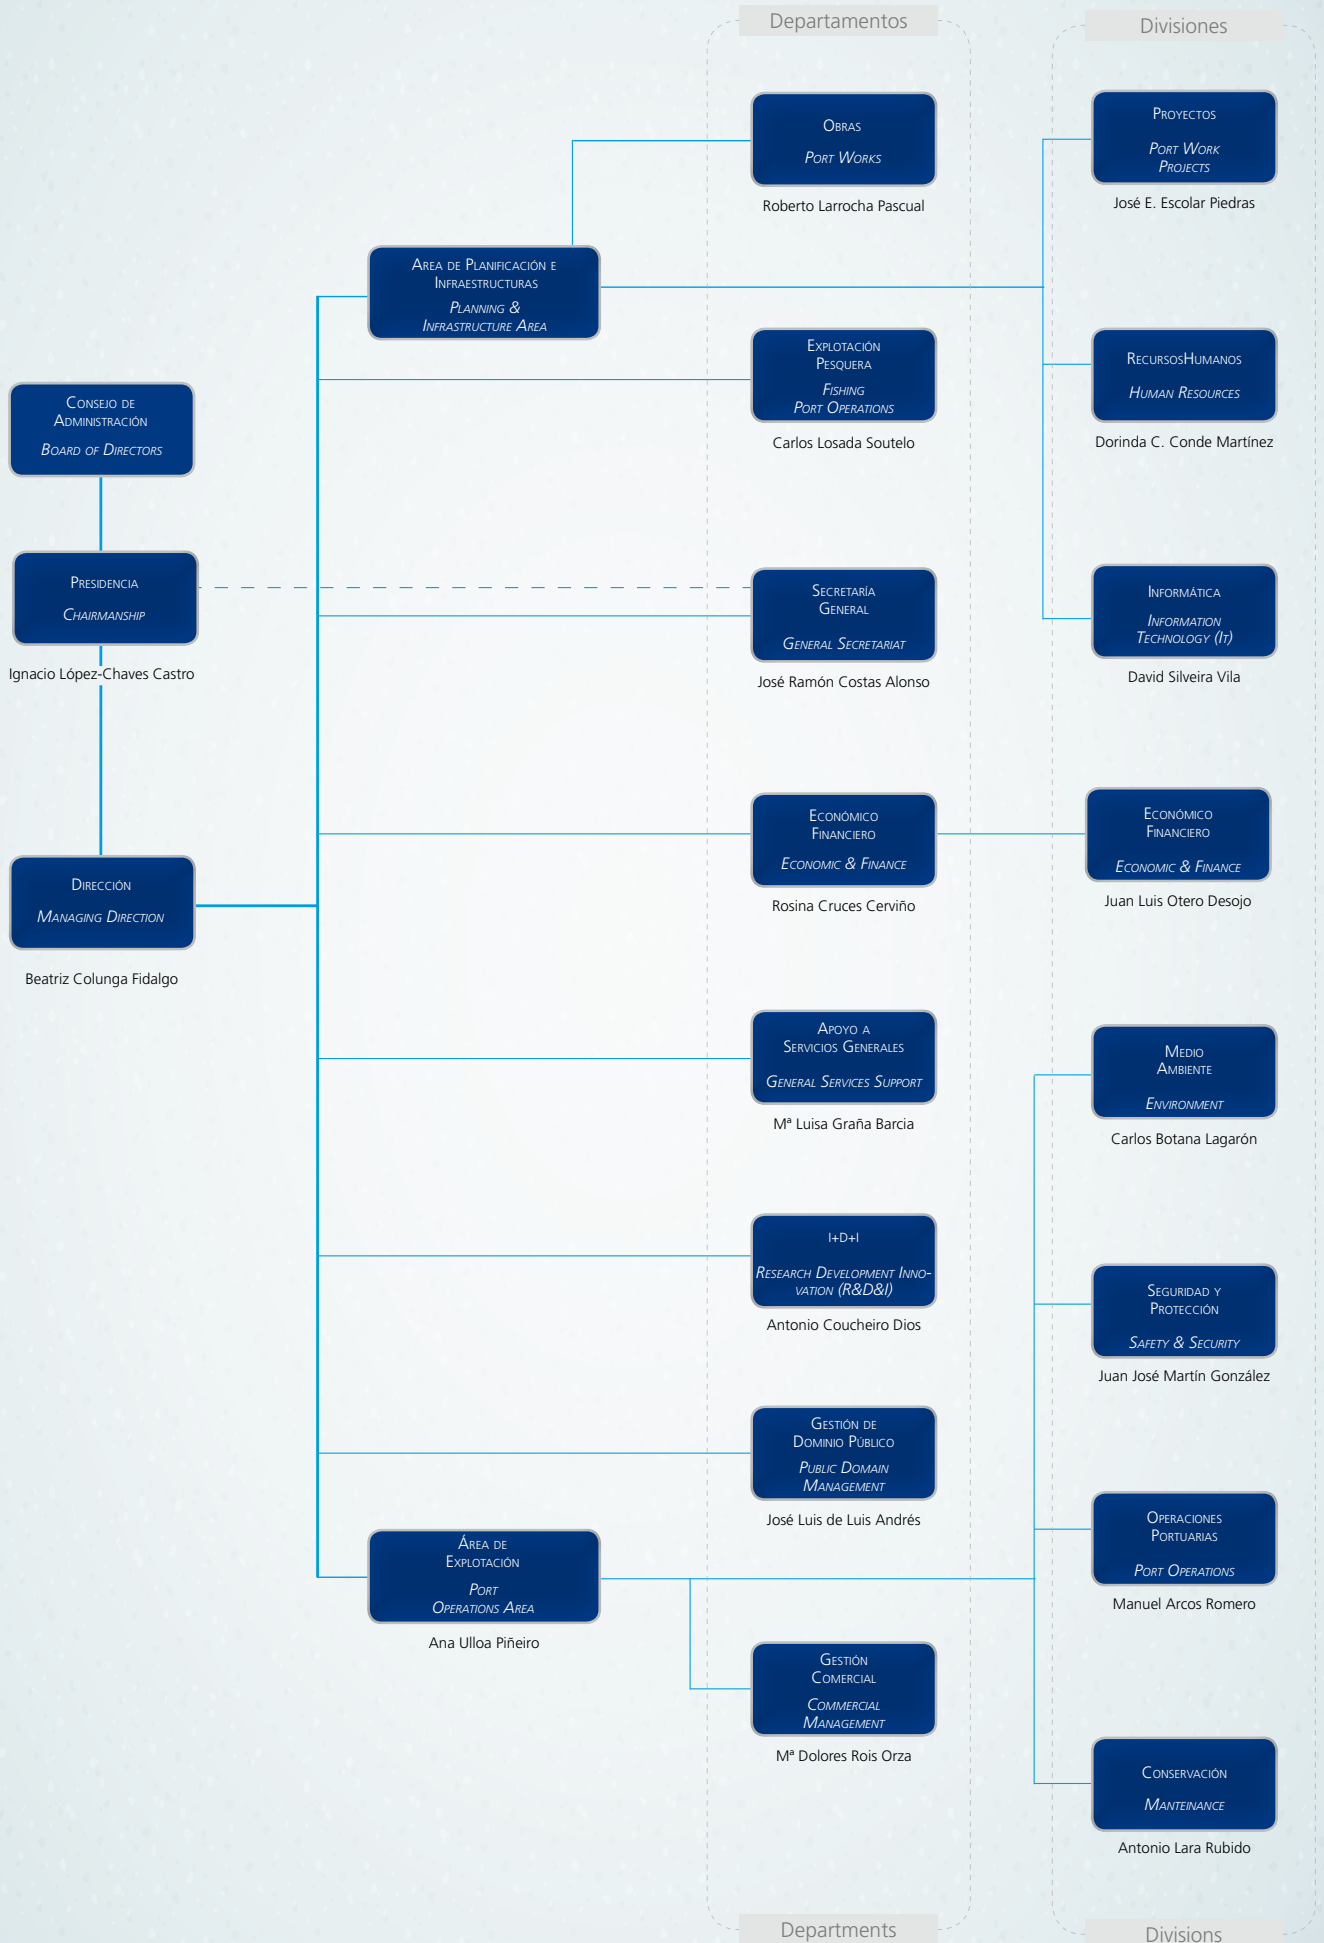 Departamentos
Divisiones
Obras
Port Works
Roberto Larrocha Pascual
Proyectos
Port Work
Projects
José E. Escolar Piedras
Area de Planificación e
Infraestructuras
Planning &
Infrastructure Area
Explotación
Pesquera
Fishing
Port Operations
Carlos Losada Soutelo
RecursosHumanos
Human Resources
Dorinda C. Conde Martínez
Consejo de
Administración
Board of Directors
Presidencia
Chairmanship
Ignacio López-Chaves Castro
Secretaría
General
General Secretariat
José Ramón Costas Alonso
Informática
Information
Technology (It)
David Silveira Vila
Económico
Financiero
Economic & Finance
Rosina Cruces Cerviño
Económico
Financiero
Economic & Finance
Juan Luis Otero Desojo
Dirección
Managing Direction
Beatriz Colunga Fidalgo
Apoyo a
Servicios Generales
General Services Support
Mª Luisa Graña Barcia
Medio
Ambiente
Environment
Carlos Botana Lagarón
I+D+I
Research Development Inno-
vation (R&D&I)
Antonio Coucheiro Dios
Seguridad y
Protección
Safety & Security
Juan José Martín González
Gestión de
Dominio Público
Public Domain
Management
José Luis de Luis Andrés
Operaciones
Portuarias
Port Operations
Manuel Arcos Romero
Área de
Explotación
Port
Operations Area
Ana Ulloa Piñeiro
Gestión
Comercial
Commercial
Management
Mª Dolores Rois Orza
Conservación
Manteinance
Antonio Lara Rubido
Departments
Divisions